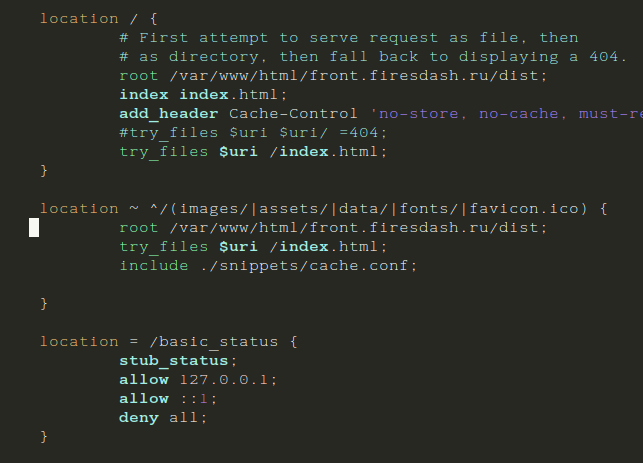 location / {
# First attempt to serve request as file, then
# as directory, then fall back to displaying a 404.
root /var/www/html/front.firesdash.ru/dist;
index index.html;
add_header Cache-Control 'no-store, no-cache, must-re
#try_files $uri $uri/ =404;
try_files $uri /index.html;
}
location ~ ^/(images/|assets/|data/|fonts/|favicon.ico) {
root /var/www/html/front.firesdash.ru/dist;
try_files $uri /index.html;
include ./snippets/cache.conf;
}
location = /basic_status {
stub_status;
allow 127.0.0.1;
allow ::1;
deny all;
}